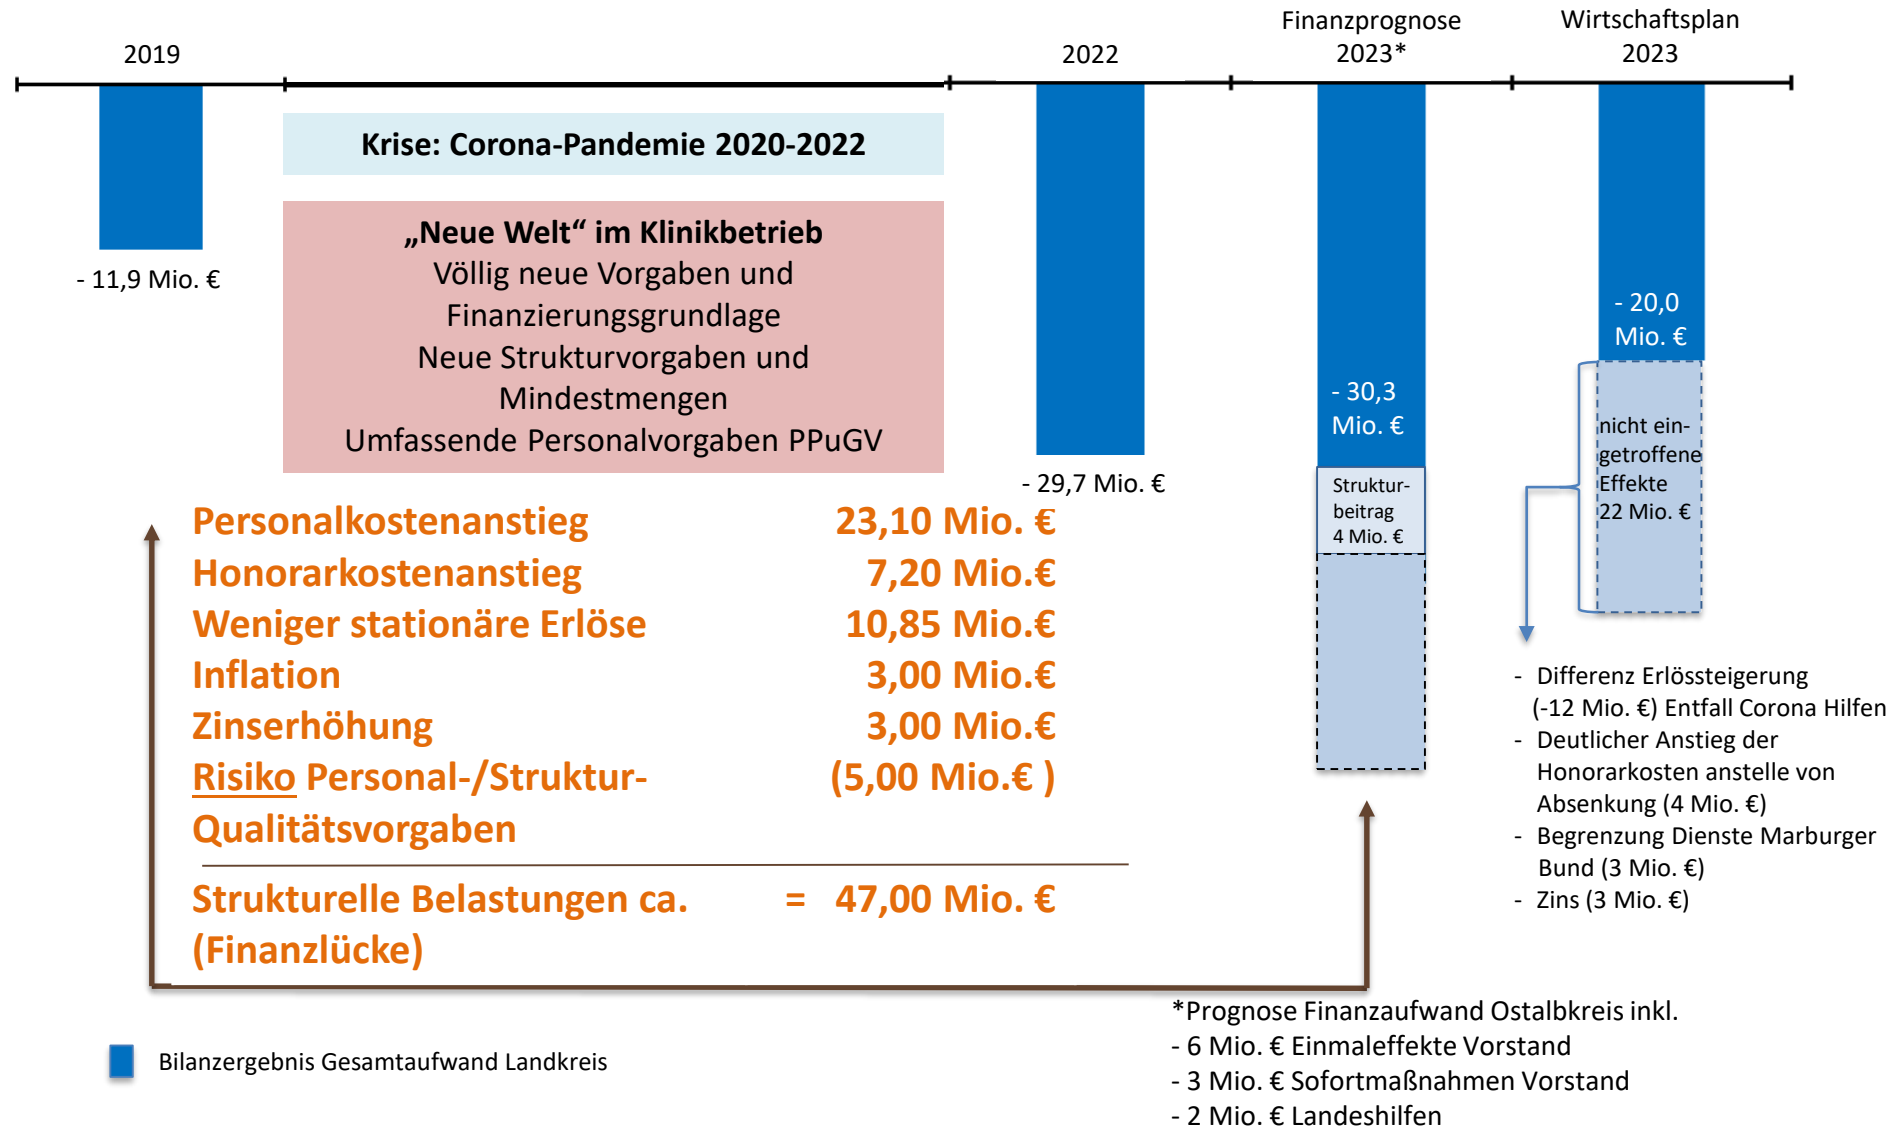 2019
2022
Finanzprognose
2023*
Wirtschaftsplan
2023
- 11,9 Mio. €
Krise: Corona-Pandemie 2020-2022
„Neue Welt“ im Klinikbetrieb
Völlig neue Vorgaben und
Finanzierungsgrundlage
Neue Strukturvorgaben und
Mindestmengen
Umfassende Personalvorgaben PPuGV
- 29,7 Mio. €
- 30,3
Mio. €
Struktur-
beitrag
4 Mio. €
- 20,0
Mio. €
nicht ein-
getroffene
Effekte
22 Mio. €
Personalkostenanstieg 23,10 Mio. €
Honorarkostenanstieg 7,20 Mio.€
Weniger stationäre Erlöse 10,85 Mio.€
Inflation 3,00 Mio.€
Zinserhöhung 3,00 Mio.€
Risiko Personal-/Struktur- (5,00 Mio.€ )
Qualitätsvorgaben
Strukturelle Belastungen ca. = 47,00 Mio. €
(Finanzlücke)
- Differenz Erlössteigerung
(-12 Mio. €) Entfall Corona Hilfen
- Deutlicher Anstieg der
Honorarkosten anstelle von
Absenkung (4 Mio. €)
- Begrenzung Dienste Marburger
Bund (3 Mio. €)
- Zins (3 Mio. €)
*Prognose Finanzaufwand Ostalbkreis inkl.
- 6 Mio. € Einmaleffekte Vorstand
- 3 Mio. € Sofortmaßnahmen Vorstand
- 2 Mio. € Landeshilfen
Bilanzergebnis Gesamtaufwand Landkreis